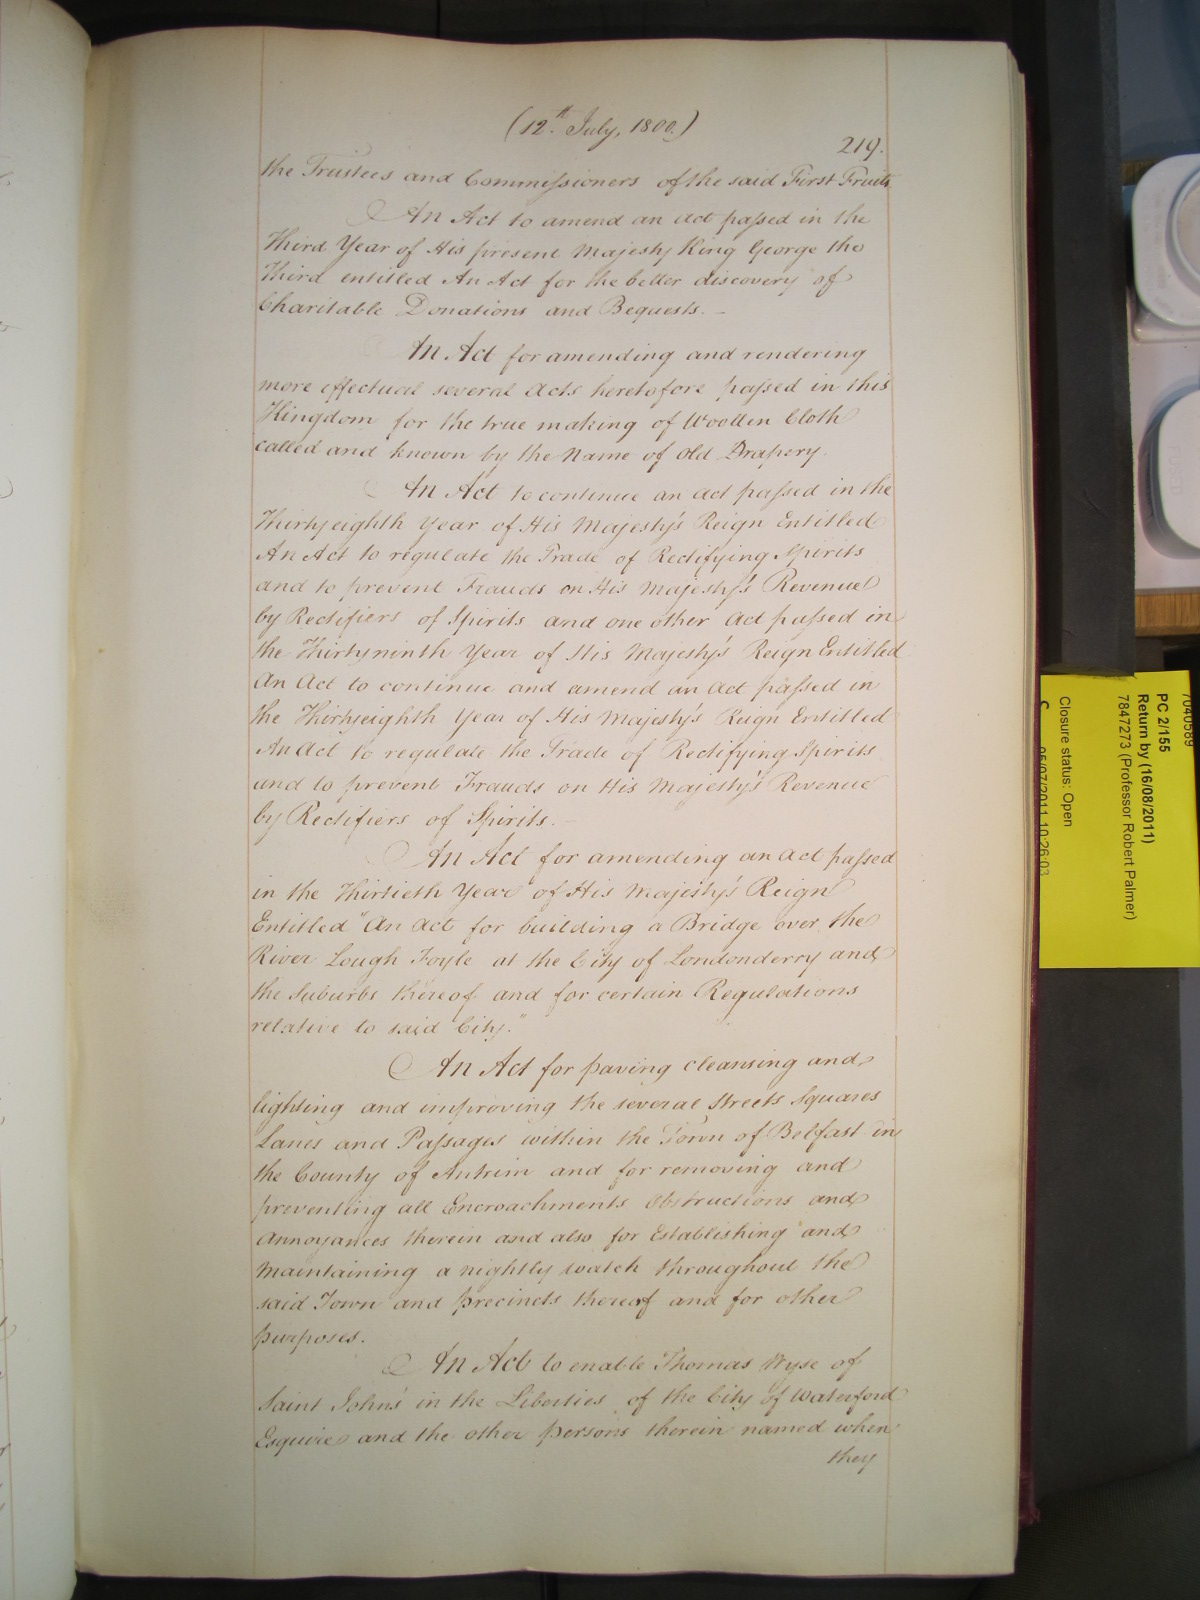 (12.th July, 1800.)
219.
the Trustees and Commissioners of the said First Fruits
An Act to amend an Act passed in the
Third Year of His present Majesty King George the
Third entitled An Act for the better discovery of
Charitable Donations and Bequests. –
An Act for amending and rendering
more effectual several Acts heretofore passed in this
Kingdom for the true making of Woollen Cloth
called and known by the Name of Old Drapery.
An Act to continue an Act passed in the
Thirtyeighth Year of His Majesty's Reign Entitled
An Act to regulate the Trade of Rectifying Spirits
and to prevent Frauds on His Majesty's Revenue
by Rectifiers of Spirits and one other Act passed in
the Thirtyninth Year of His Majesty's Reign Entitled
An Act to continue and amend an Act passed in
the Thirtyeighth Year of His Majesty's Reign Entitled
An Act to regulate the Trade of Rectifying Spirits
and to prevent Frauds on His Majesty's Revenue
by Rectifiers of Spirits. –
An Act for amending an Act passed
in the Thirtieth Year of His Majesty's Reign
Entitled "An Act for building a Bridge over the
River Lough Foyle at the City of Londonderry and
the Suburbs thereof and for certain Regulations
relative to said City."
An Act for paving cleansing and
lighting and improving the several Streets Squares
Lanes and Passages within the Town of Belfast in
the County of Antrim and for removing and
preventing all Encroachments Obstructions and
Annoyances therein and also for Establishing and
Maintaining a nightly watch throughout the
said Town and precincts thereof and for other
purposes.
An Act to enable Thomas Wyse of
Saint John's in the Liberties of the City of Waterford
Esquire and the other persons therein named when
they
7040589
PC 2/155
Return by (16/08/2011)
7847273 (Professor Robert Palmer)
Closure status: Open
05/07/2011 10:26:03